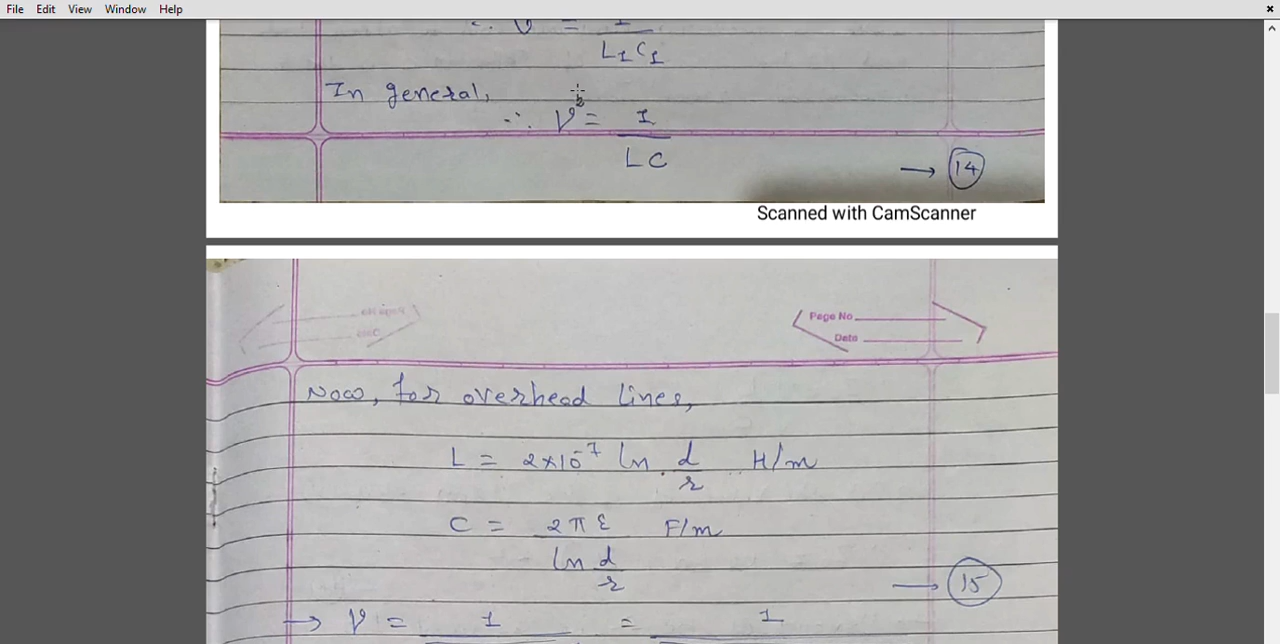 File Edit View Window Help
∴ V² = 1
L₁C₁
In general,
∴ V² = 1
LC
→ 14
Scanned with CamScanner
Page No
Date
Now, for overhead lines,
L = 2×10⁻⁷ ln d/r H/m
C = 2πε F/m
ln d/r
→ 15
→ V = 1 = 1